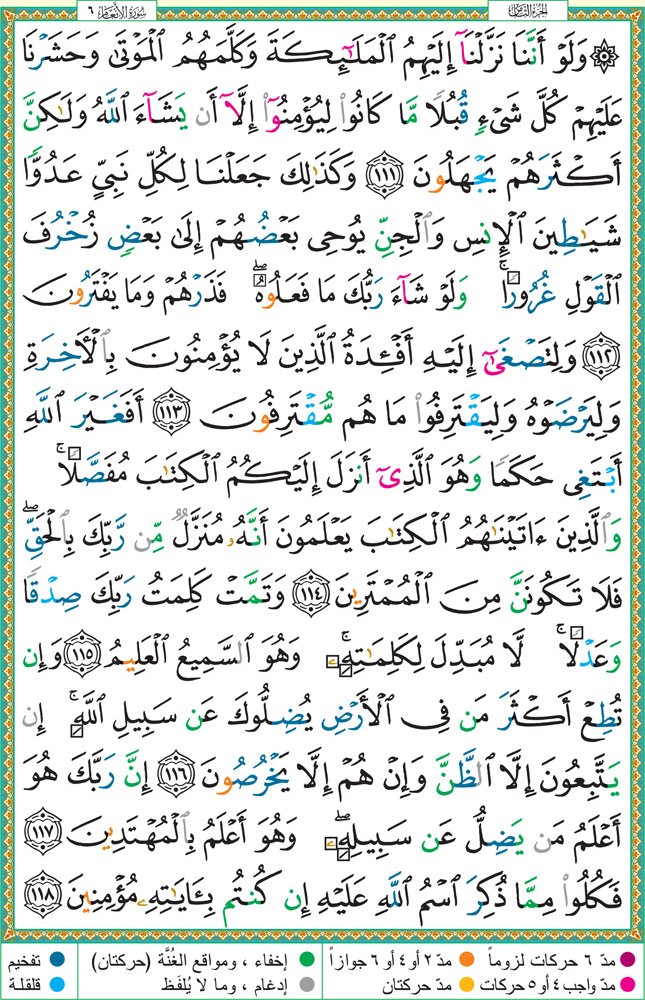 سورة الأنعام ٦
الجزء الثامن
۞ وَلَوْ أَنَّنَا نَزَّلْنَآ إِلَيْهِمُ ٱلْمَلَٰٓئِكَةَ وَكَلَّمَهُمُ ٱلْمَوْتَىٰ وَحَشَرْنَا
عَلَيْهِمْ كُلَّ شَىْءٍ قُبُلًا مَّا كَانُوا۟ لِيُؤْمِنُوٓا۟ إِلَّآ أَن يَشَآءَ ٱللَّهُ وَلَٰكِنَّ
أَكْثَرَهُمْ يَجْهَلُونَ ١١١ وَكَذَٰلِكَ جَعَلْنَا لِكُلِّ نَبِىٍّ عَدُوًّا
شَيَٰطِينَ ٱلْإِنسِ وَٱلْجِنِّ يُوحِى بَعْضُهُمْ إِلَىٰ بَعْضٍ زُخْرُفَ
ٱلْقَوْلِ غُرُورًا ۚ وَلَوْ شَآءَ رَبُّكَ مَا فَعَلُوهُ ۖ فَذَرْهُمْ وَمَا يَفْتَرُونَ
١١٢ وَلِتَصْغَىٰٓ إِلَيْهِ أَفْـِٔدَةُ ٱلَّذِينَ لَا يُؤْمِنُونَ بِٱلْـَٔاخِرَةِ
وَلِيَرْضَوْهُ وَلِيَقْتَرِفُوا۟ مَا هُم مُّقْتَرِفُونَ ١١٣ أَفَغَيْرَ ٱللَّهِ
أَبْتَغِى حَكَمًا وَهُوَ ٱلَّذِىٓ أَنزَلَ إِلَيْكُمُ ٱلْكِتَٰبَ مُفَصَّلًا ۚ
وَٱلَّذِينَ ءَاتَيْنَٰهُمُ ٱلْكِتَٰبَ يَعْلَمُونَ أَنَّهُۥ مُنَزَّلٌ مِّن رَّبِّكَ بِٱلْحَقِّ ۖ
فَلَا تَكُونَنَّ مِنَ ٱلْمُمْتَرِينَ ١١٤ وَتَمَّتْ كَلِمَتُ رَبِّكَ صِدْقًا
وَعَدْلًا ۚ لَّا مُبَدِّلَ لِكَلِمَٰتِهِۦ ۚ وَهُوَ ٱلسَّمِيعُ ٱلْعَلِيمُ ١١٥ وَإِن
تُطِعْ أَكْثَرَ مَن فِى ٱلْأَرْضِ يُضِلُّوكَ عَن سَبِيلِ ٱللَّهِ ۚ إِن
يَتَّبِعُونَ إِلَّا ٱلظَّنَّ وَإِنْ هُمْ إِلَّا يَخْرُصُونَ ١١٦ إِنَّ رَبَّكَ هُوَ
أَعْلَمُ مَن يَضِلُّ عَن سَبِيلِهِۦ ۖ وَهُوَ أَعْلَمُ بِٱلْمُهْتَدِينَ ١١٧
فَكُلُوا۟ مِمَّا ذُكِرَ ٱسْمُ ٱللَّهِ عَلَيْهِ إِن كُنتُم بِـَٔايَٰتِهِۦ مُؤْمِنِينَ ١١٨
مدّ ٦ حركات لزوماً مدّ ٢ أو ٤ أو ٦ جوازاً إخفاء ، ومواقع الغُنَّة (حركتان) تفخيم
مدّ واجب ٤ أو ٥ حركات مدّ حركتان إدغام ، وما لا يُلفَظ قلقلة